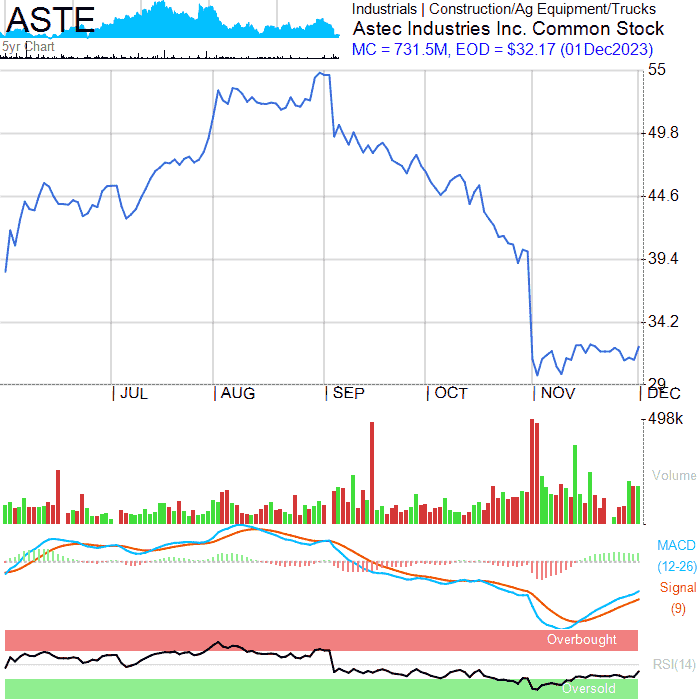 ASTE
5yr Chart
Industrials | Construction/Ag Equipment/Trucks
Astec Industries Inc. Common Stock
MC = 731.5M, EOD = $32.17 (01Dec2023)
55
49.8
44.6
39.4
34.2
29
| JUL | AUG | SEP | OCT | NOV | DEC
498k
Volume
MACD
(12-26)
Signal
(9)
Overbought
RSI(14)
Oversold